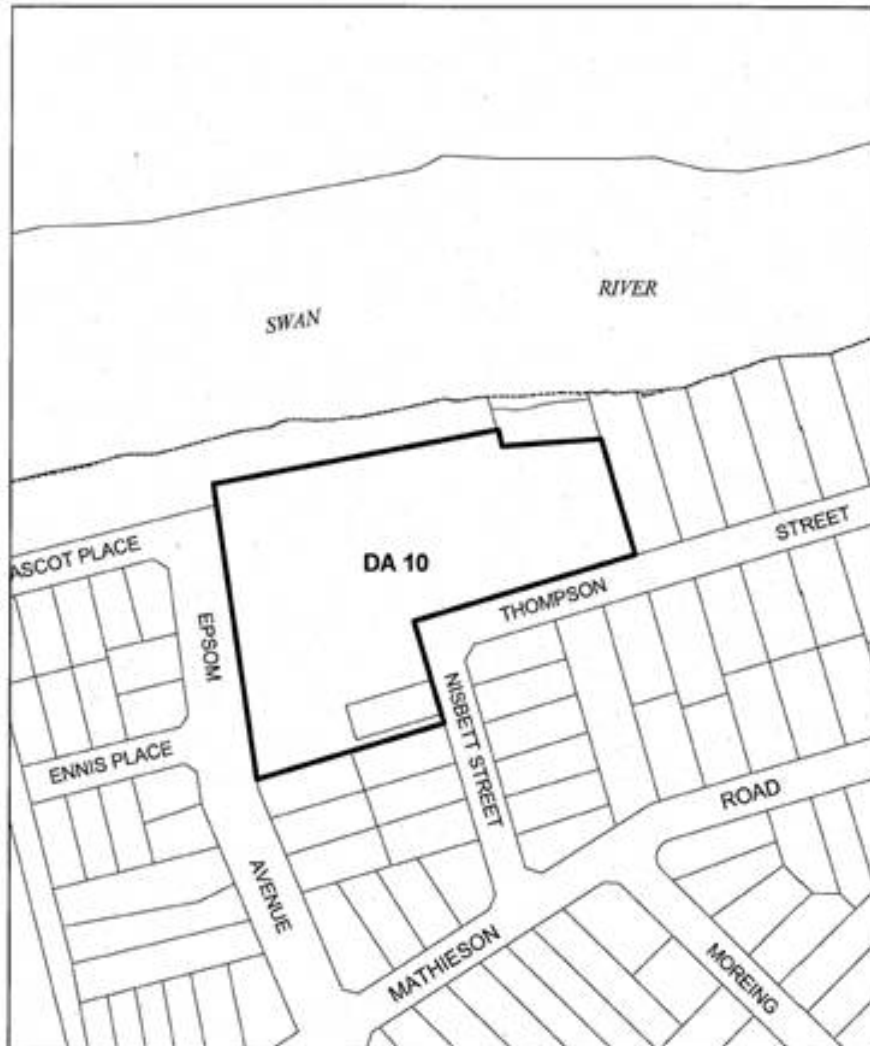 SWAN
RIVER
ASCOT PLACE
DA 10
STREET
THOMPSON
EPSOM
NISBETT STREET
ENNIS PLACE
ROAD
AVENUE
MATHIESON
MOREING